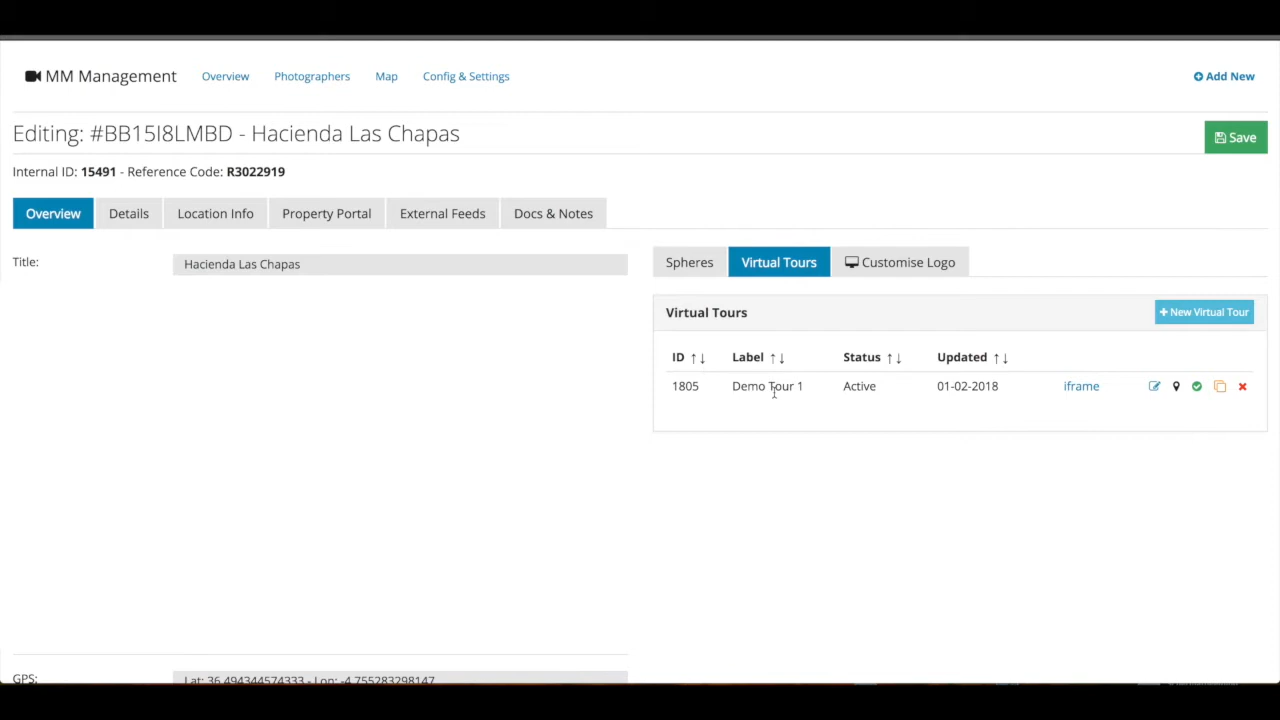 MM Management Overview Photographers Map Config & Settings Add New
Editing: #BB15I8LMBD - Hacienda Las Chapas
Save
Internal ID: 15491 - Reference Code: R3022919
Overview Details Location Info Property Portal External Feeds Docs & Notes
Title: Hacienda Las Chapas
Spheres Virtual Tours Customise Logo
Virtual Tours
+ New Virtual Tour
ID ↑↓ Label ↑↓ Status ↑↓ Updated ↑↓
1805 Demo Tour 1 Active 01-02-2018 iframe
GPS: Lat: 36.494344574333 - Lon: -4.755283298147